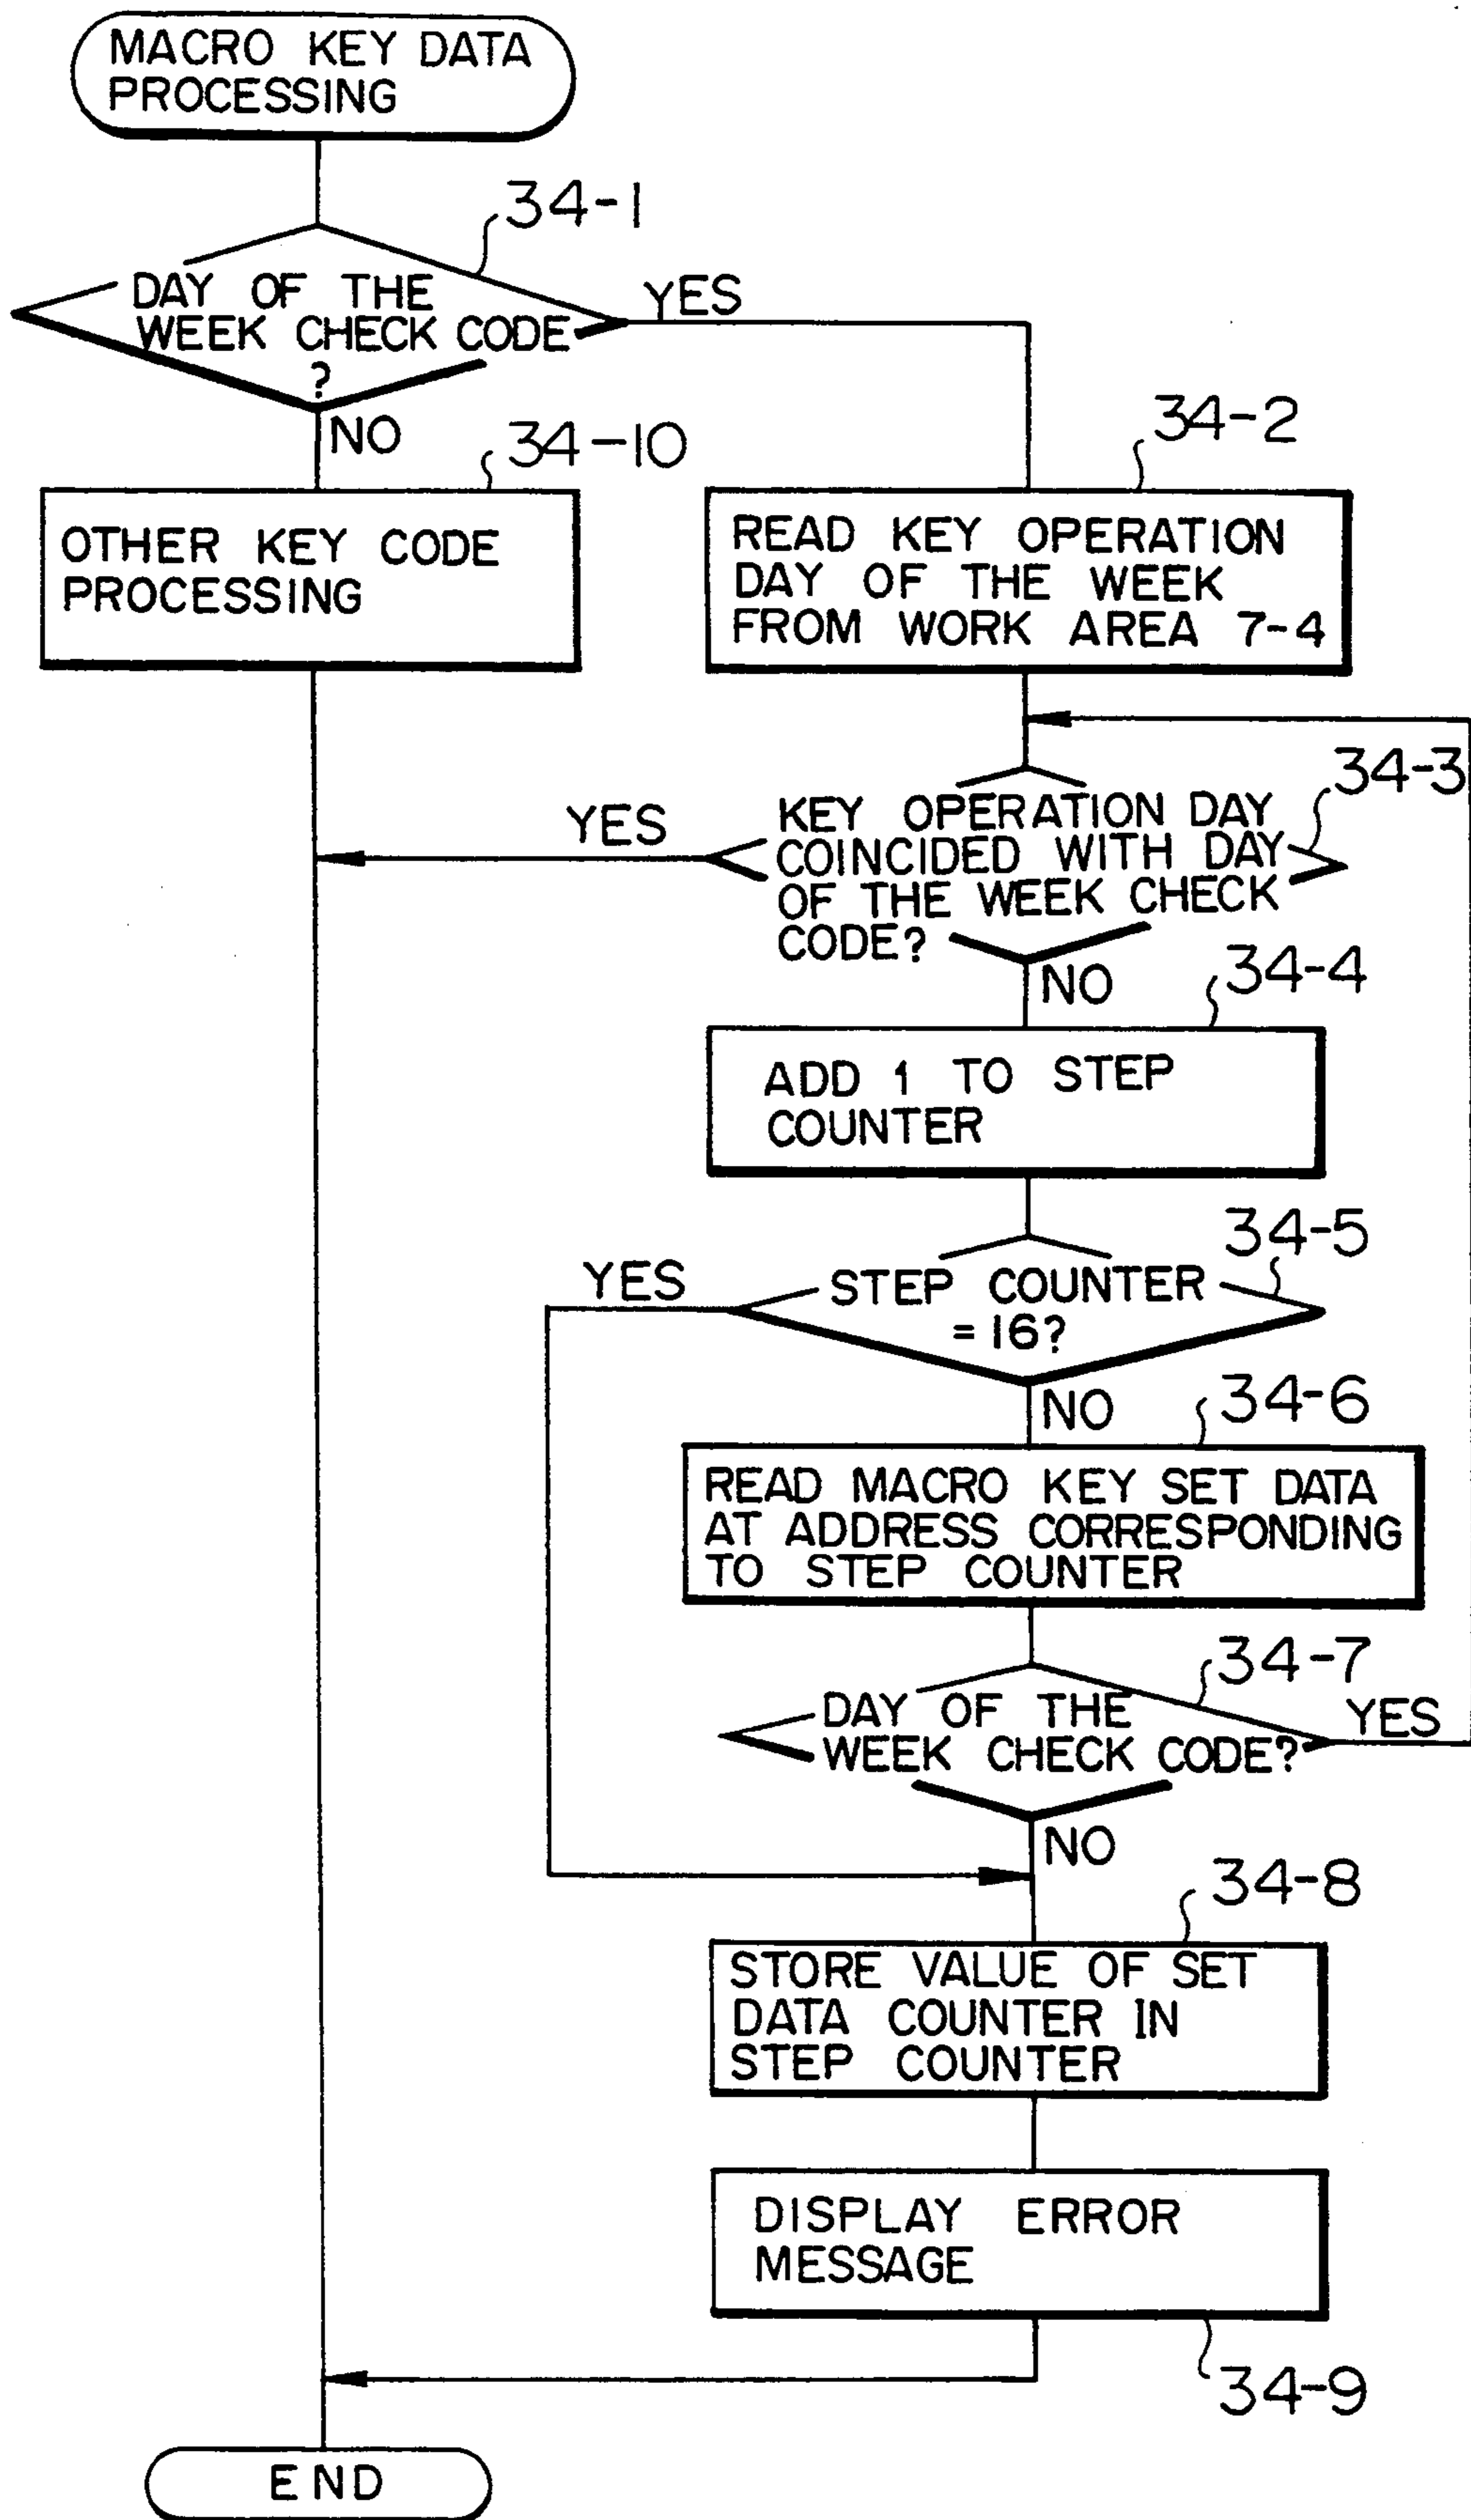 MACRO KEY DATA
PROCESSING
34-1
DAY OF THE
WEEK CHECK CODE
?
YES
NO
34-10
34-2
OTHER KEY CODE
PROCESSING
READ KEY OPERATION
DAY OF THE WEEK
FROM WORK AREA 7-4
34-3
YES
KEY OPERATION DAY
COINCIDED WITH DAY
OF THE WEEK CHECK
CODE?
NO
34-4
ADD 1 TO STEP
COUNTER
34-5
YES
STEP COUNTER
= 16?
NO
34-6
READ MACRO KEY SET DATA
AT ADDRESS CORRESPONDING
TO STEP COUNTER
34-7
DAY OF THE
WEEK CHECK CODE?
YES
NO
34-8
STORE VALUE OF SET
DATA COUNTER IN
STEP COUNTER
DISPLAY ERROR
MESSAGE
34-9
END